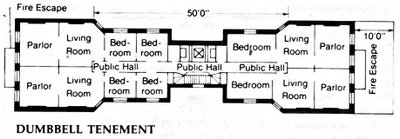 Fire Escape
50'0"
10'0"
Parlor
Living Room
Bed-room
Bed-room
Bedroom
Living Room
Parlor
Public Hall
Public Hall
Public Hall
Parlor
Living Room
Bed-room
Bed-room
Bedroom
Living Room
Parlor
Fire Escape
DUMBBELL TENEMENT